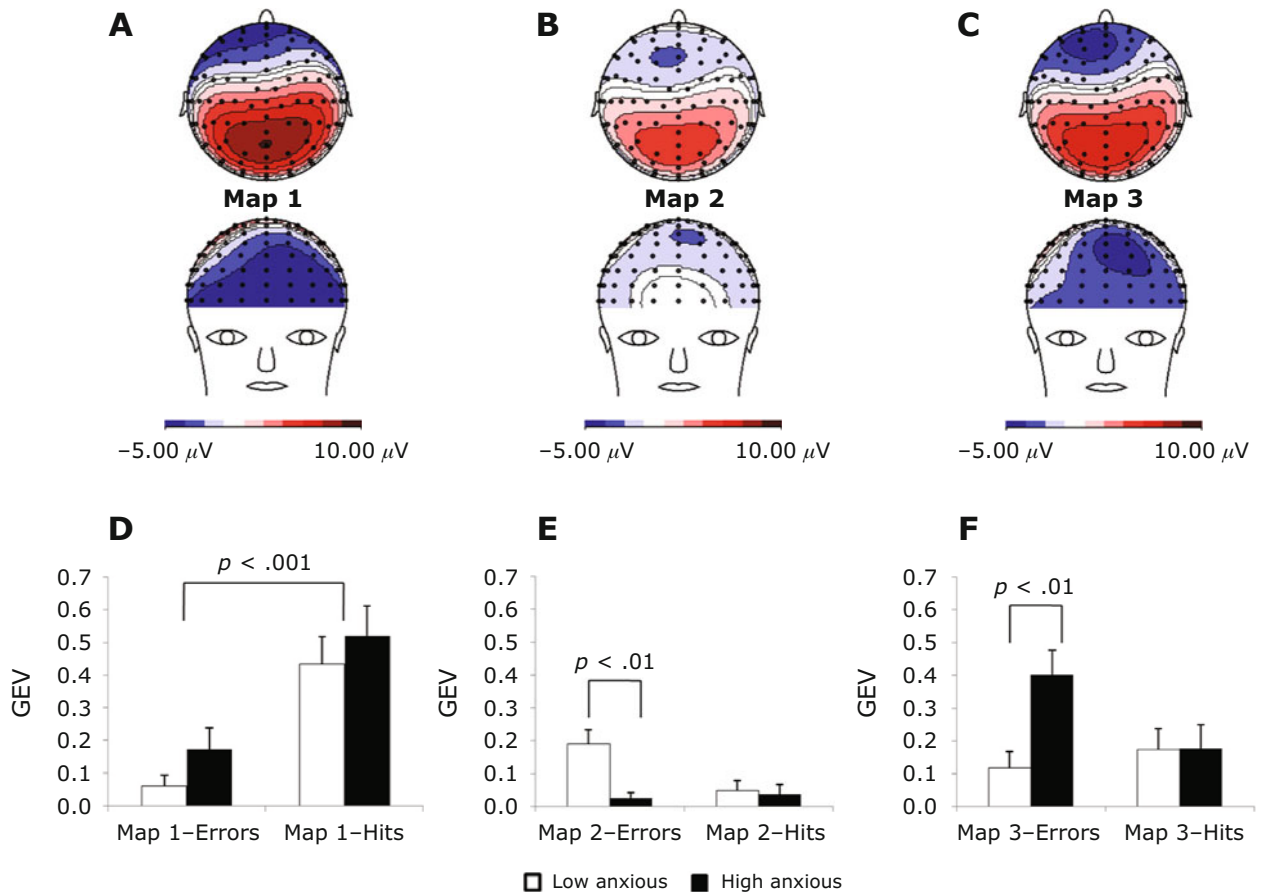 A B C
Map 1 Map 2 Map 3
−5.00 μV 10.00 μV −5.00 μV 10.00 μV −5.00 μV 10.00 μV
D E F
p < .001
p < .01
p < .01
GEV
0.7
0.6
0.5
0.4
0.3
0.2
0.1
0.0
Map 1–Errors Map 1–Hits
GEV
0.7
0.6
0.5
0.4
0.3
0.2
0.1
0.0
Map 2–Errors Map 2–Hits
GEV
0.7
0.6
0.5
0.4
0.3
0.2
0.1
0.0
Map 3–Errors Map 3–Hits
Low anxious High anxious